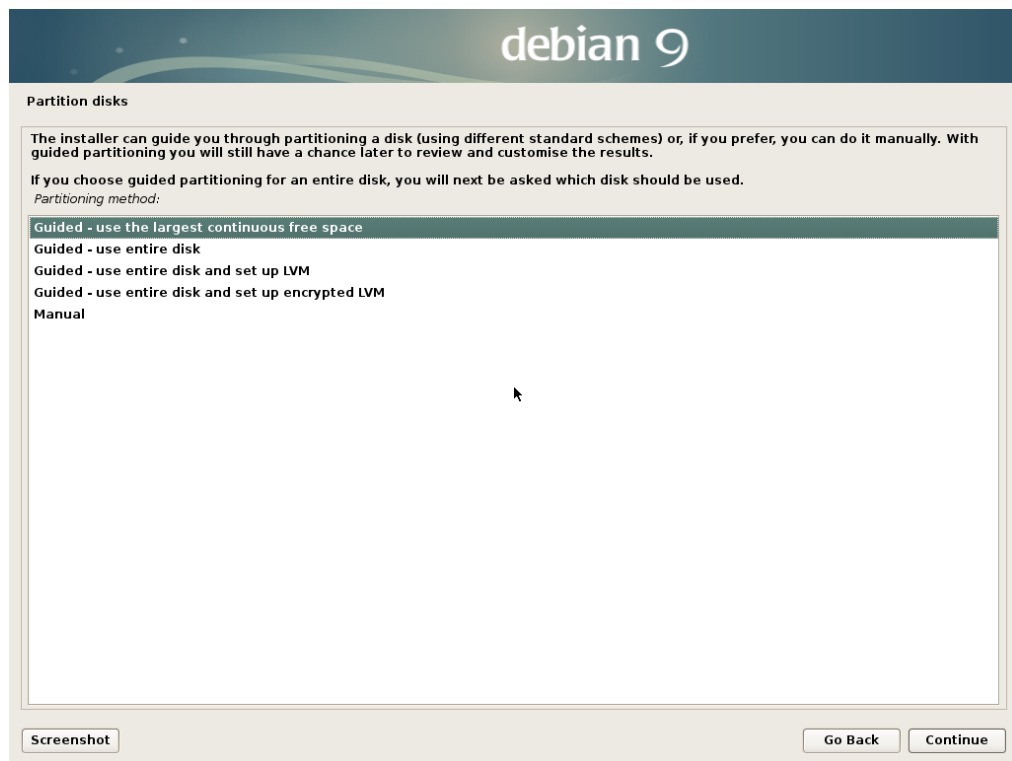 debian 9
Partition disks
The installer can guide you through partitioning a disk (using different standard schemes) or, if you prefer, you can do it manually. With
guided partitioning you will still have a chance later to review and customise the results.
If you choose guided partitioning for an entire disk, you will next be asked which disk should be used.
Partitioning method:
Guided - use the largest continuous free space
Guided - use entire disk
Guided - use entire disk and set up LVM
Guided - use entire disk and set up encrypted LVM
Manual
Screenshot
Go Back
Continue